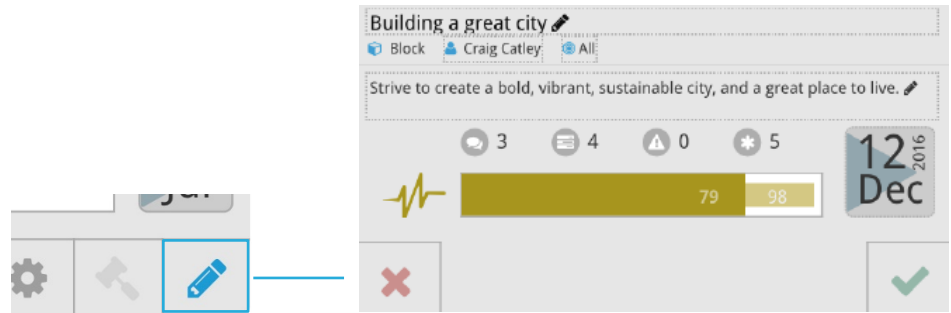 Building a great city
Block Craig Catley All
Strive to create a bold, vibrant, sustainable city, and a great place to live.
3 4 0 5
12 2016
Dec
79 98